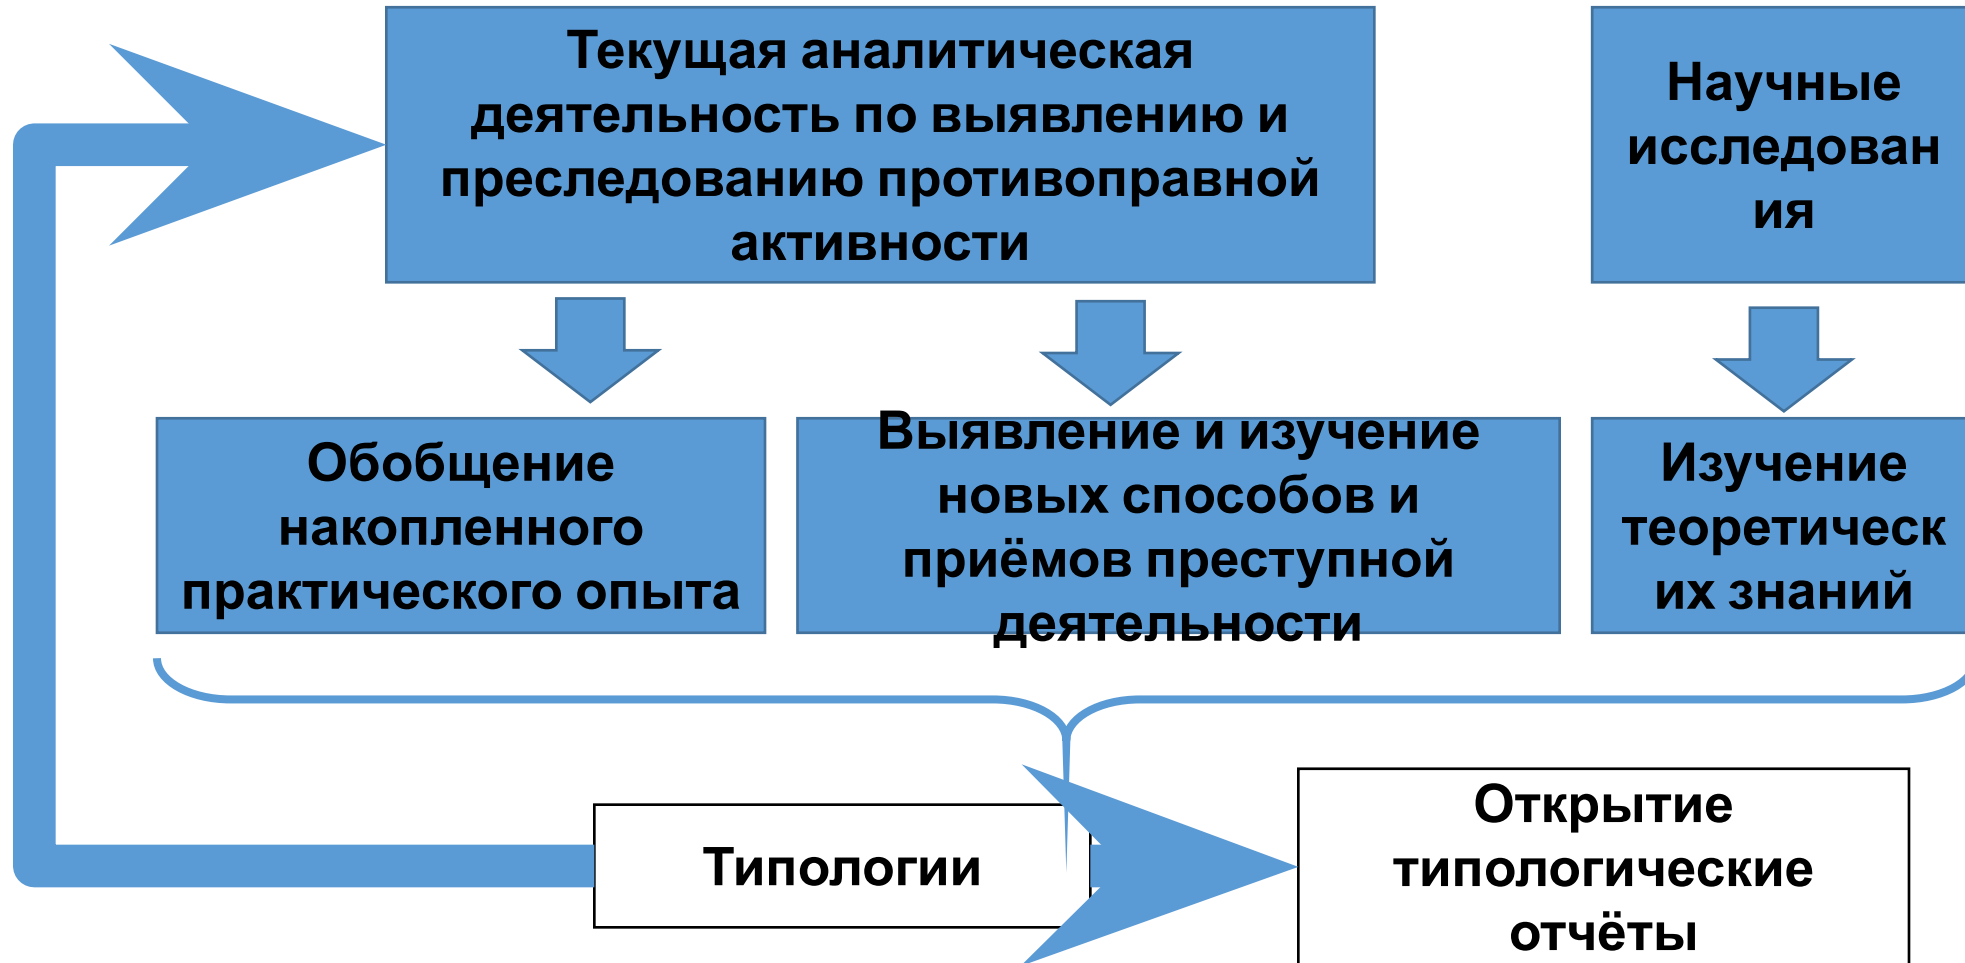 Текущая аналитическая
деятельность по выявлению и
преследованию противоправной
активности
Научные
исследован
ия
Обобщение
накопленного
практического опыта
Выявление и изучение
новых способов и
приёмов преступной
деятельности
Изучение
теоретическ
их знаний
Типологии
Открытие
типологические
отчёты